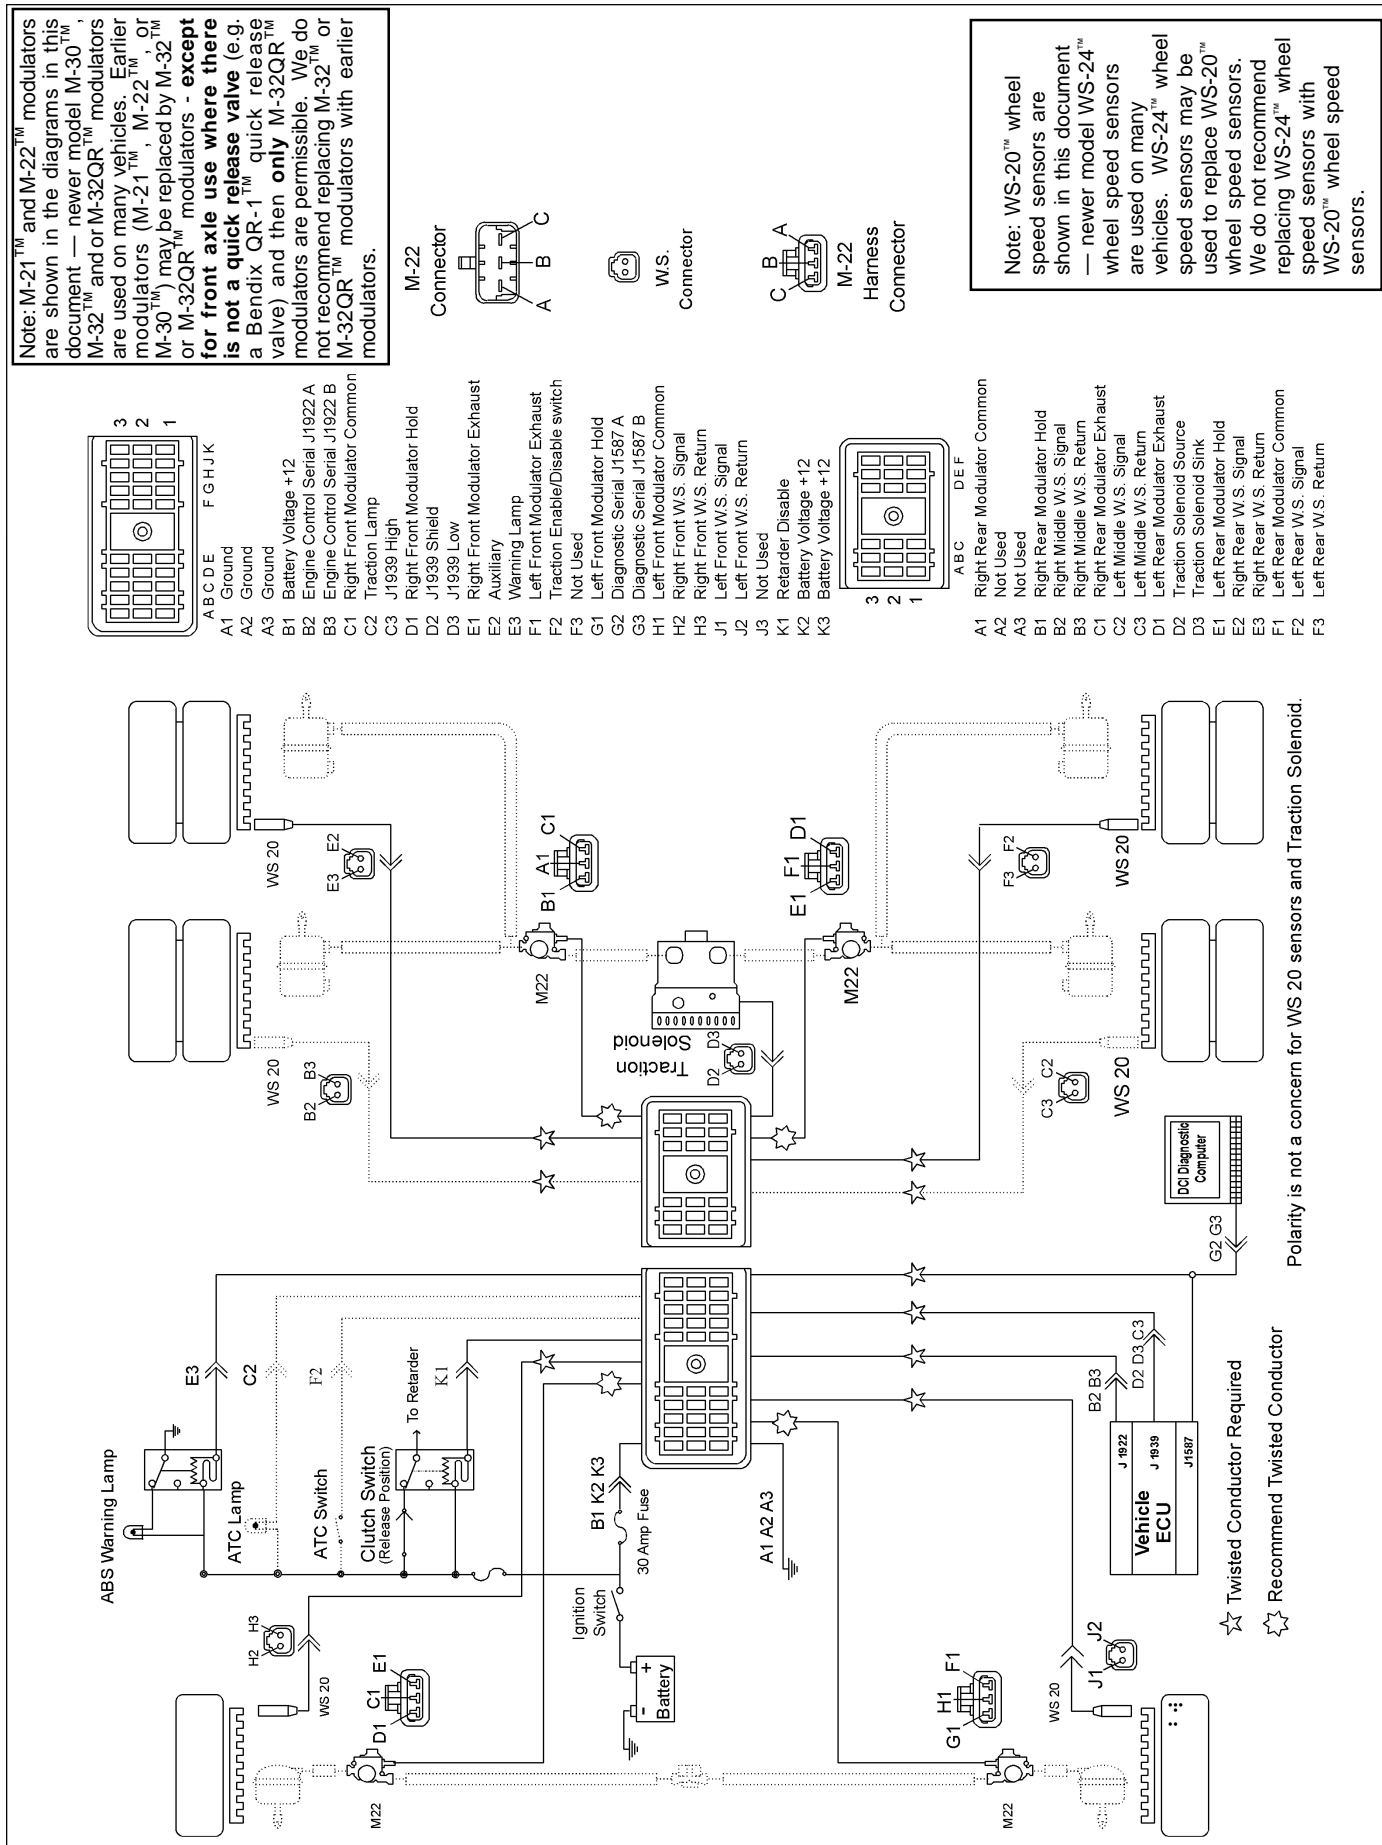 Note: M-21™ and M-22™ modulators
are shown in the diagrams in this
document — newer model M-30™,
M-32™ and/or M-32QR™ modulators
are used on many vehicles. Earlier
modulators (M-21™, M-22™, or
M-30™) may be replaced by M-32™
or M-32QR™ modulators - except
for front axle use where there
is not a quick release valve (e.g.
a Bendix QR-1™ quick release
valve) and then only M-32QR™
modulators are permissible. We do
not recommend replacing M-32™ or
M-32QR™ modulators with earlier
modulators.
M-22
Connector
A
B
C
W.S.
Connector
C
B
A
M-22
Harness
Connector
Note: WS-20™ wheel
speed sensors are
shown in this document
— newer model WS-24™
wheel speed sensors
are used on many
vehicles. WS-24™ wheel
speed sensors may be
used to replace WS-20™
wheel speed sensors.
We do not recommend
replacing WS-24™ wheel
speed sensors with
WS-20™ wheel speed
sensors.
3
2
1
A B C D E F G H J K
A1 Ground
A2 Ground
A3 Ground
B1 Battery Voltage +12
B2 Engine Control Serial J1922 A
B3 Engine Control Serial J1922 B
C1 Right Front Modulator Common
C2 Traction Lamp
C3 J1939 High
D1 Right Front Modulator Hold
D2 J1939 Shield
D3 J1939 Low
E1 Right Front Modulator Exhaust
E2 Auxiliary
E3 Warning Lamp
F1 Left Front Modulator Exhaust
F2 Traction Enable/Disable switch
F3 Not Used
G1 Left Front Modulator Hold
G2 Diagnostic Serial J1587 A
G3 Diagnostic Serial J1587 B
H1 Left Front Modulator Common
H2 Right Front W.S. Signal
H3 Right Front W.S. Return
J1 Left Front W.S. Signal
J2 Left Front W.S. Return
J3 Not Used
K1 Retarder Disable
K2 Battery Voltage +12
K3 Battery Voltage +12
3
2
1
A B C D E F
A1 Right Rear Modulator Common
A2 Not Used
A3 Not Used
B1 Right Rear Modulator Hold
B2 Right Middle W.S. Signal
B3 Right Middle W.S. Return
C1 Right Rear Modulator Exhaust
C2 Left Middle W.S. Signal
C3 Left Middle W.S. Return
D1 Left Rear Modulator Exhaust
D2 Traction Solenoid Source
D3 Traction Solenoid Sink
E1 Left Rear Modulator Hold
E2 Right Rear W.S. Signal
E3 Right Rear W.S. Return
F1 Left Rear Modulator Common
F2 Left Rear W.S. Signal
F3 Left Rear W.S. Return
WS 20
E3 E2
B1 A1 C1
M22
WS 20
B2 B3
Traction
Solenoid
D2 D3
E1 F1 D1
M22
F3 F2
WS 20
C3 C2
WS 20
DCI Diagnostic
Computer
G2 G3
ABS Warning Lamp
E3
ATC Lamp
C2
ATC Switch
F2
Clutch Switch
(Release Position)
To Retarder
K1
B1 K2 K3
30 Amp Fuse
Ignition
Switch
Battery
- +
A1 A2 A3
H2 H3
WS 20
D1 C1 E1
M22
G1 H1 F1
M22
WS 20
J1 J2
B2 B3
D2 D3 C3
Vehicle
ECU
J 1922
J 1939
J1587
Twisted Conductor Required
Recommend Twisted Conductor
Polarity is not a concern for WS 20 sensors and Traction Solenoid.